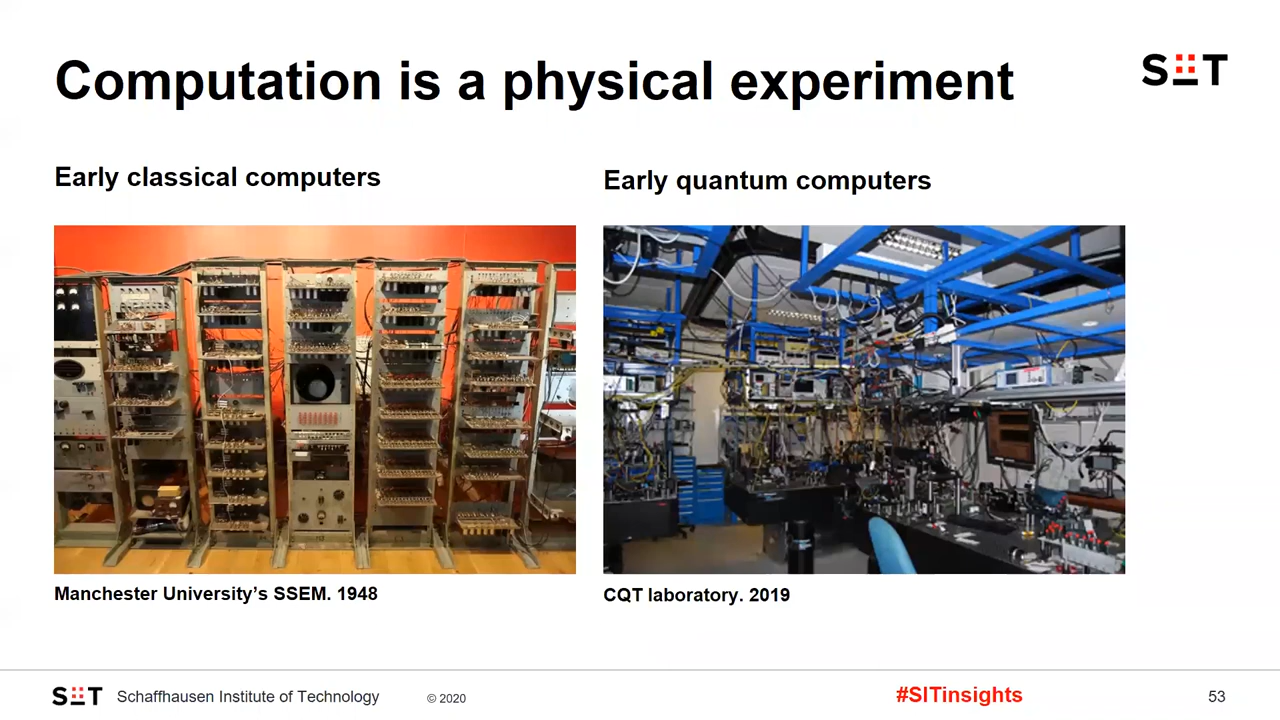 Computation is a physical experiment
SIT
Early classical computers
Early quantum computers
Manchester University’s SSEM. 1948
CQT laboratory. 2019
SIT Schaffhausen Institute of Technology © 2020 #SITinsights 53